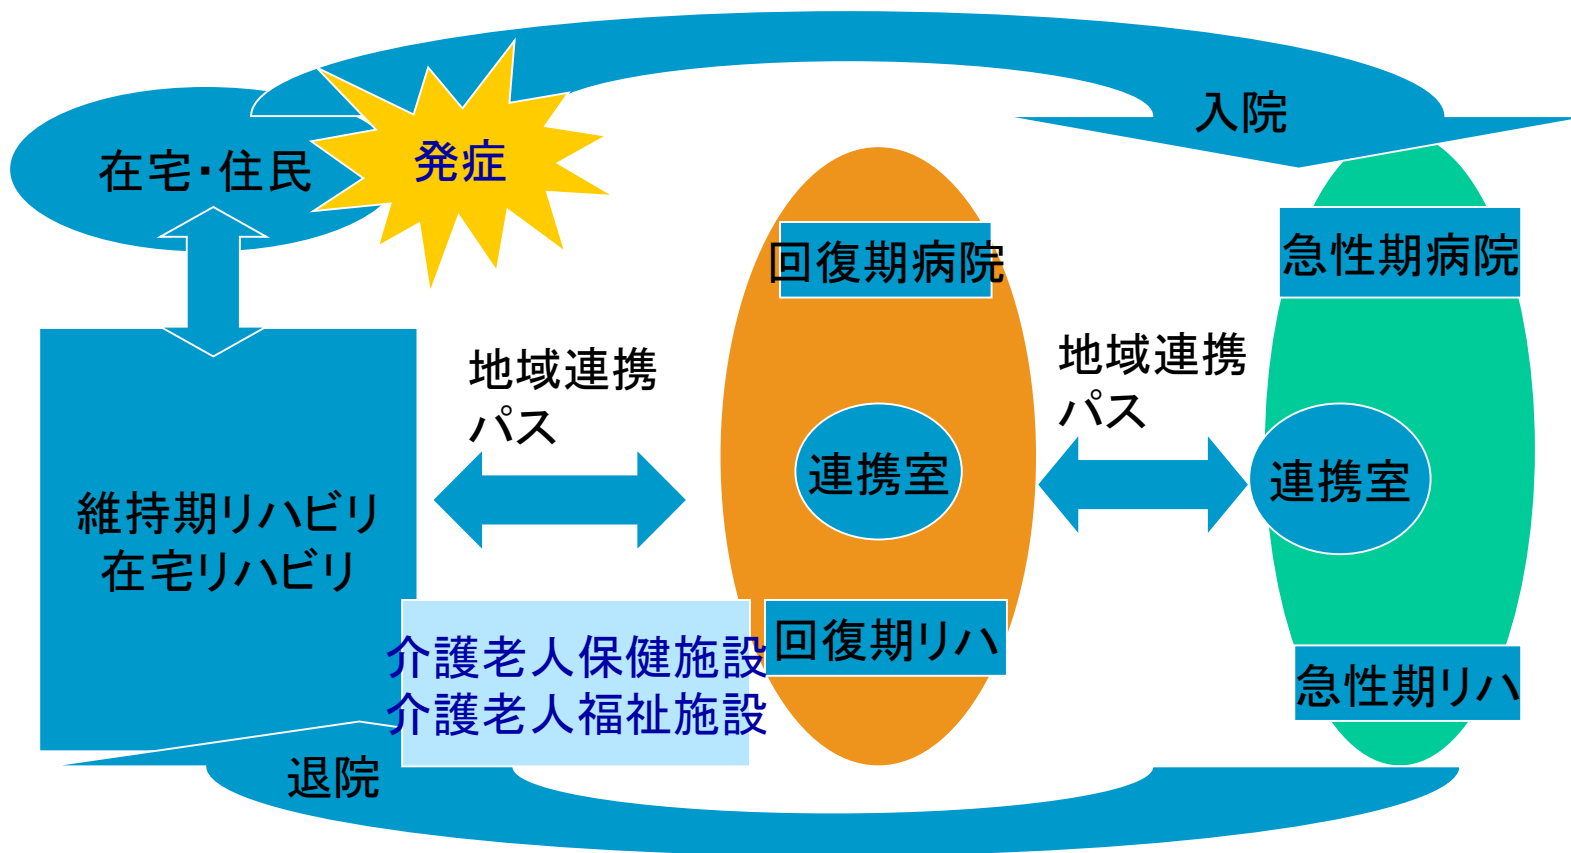 入院
在宅・住民
発症
回復期病院
急性期病院
地域連携
パス
地域連携
パス
連携室
連携室
維持期リハビリ
在宅リハビリ
介護老人保健施設
介護老人福祉施設
回復期リハ
急性期リハ
退院